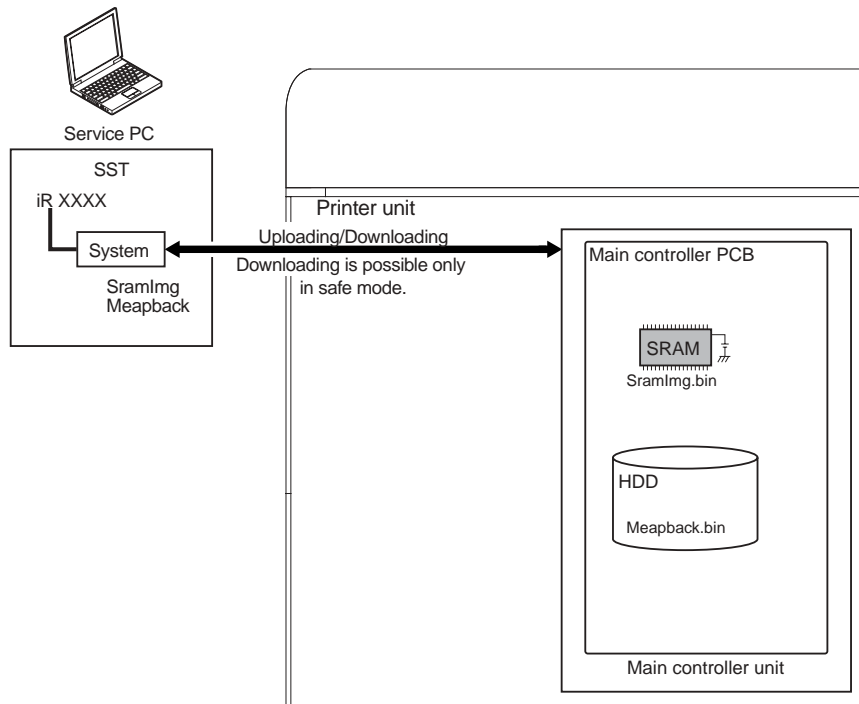 Service PC
SST
iR XXXX
System
SramImg
Meapback
Printer unit
Uploading/Downloading
Downloading is possible only
in safe mode.
Main controller PCB
SRAM
SramImg.bin
HDD
Meapback.bin
Main controller unit